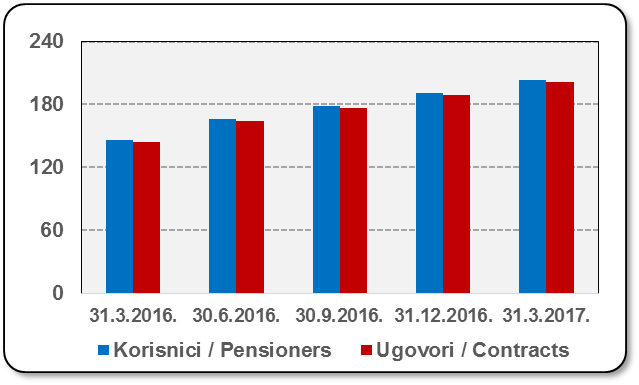 240
180
120
60
0
31.3.2016. 30.6.2016. 30.9.2016. 31.12.2016. 31.3.2017.
Korisnici / Pensioners Ugovori / Contracts